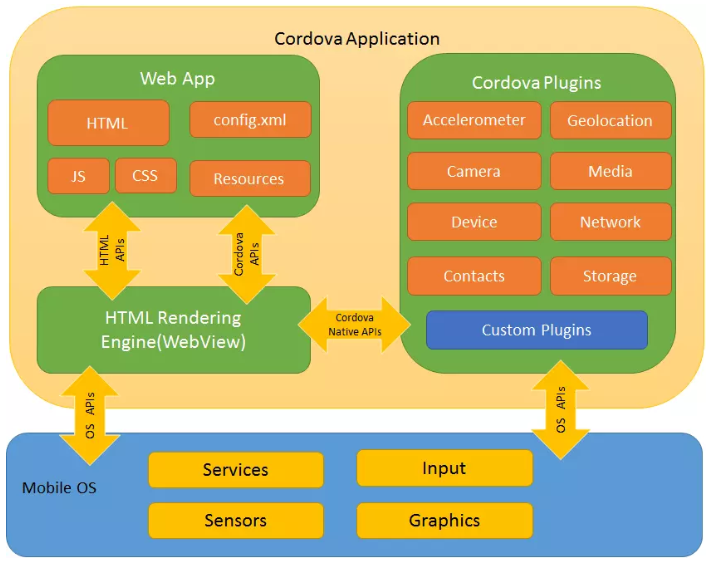 Cordova Application
Web App
HTML
config.xml
JS
CSS
Resources
HTML
APIs
Cordova
APIs
HTML Rendering
Engine(WebView)
Cordova
Native APIs
Cordova Plugins
Accelerometer
Geolocation
Camera
Media
Device
Network
Contacts
Storage
Custom Plugins
OS APIs
OS APIs
Mobile OS
Services
Input
Sensors
Graphics